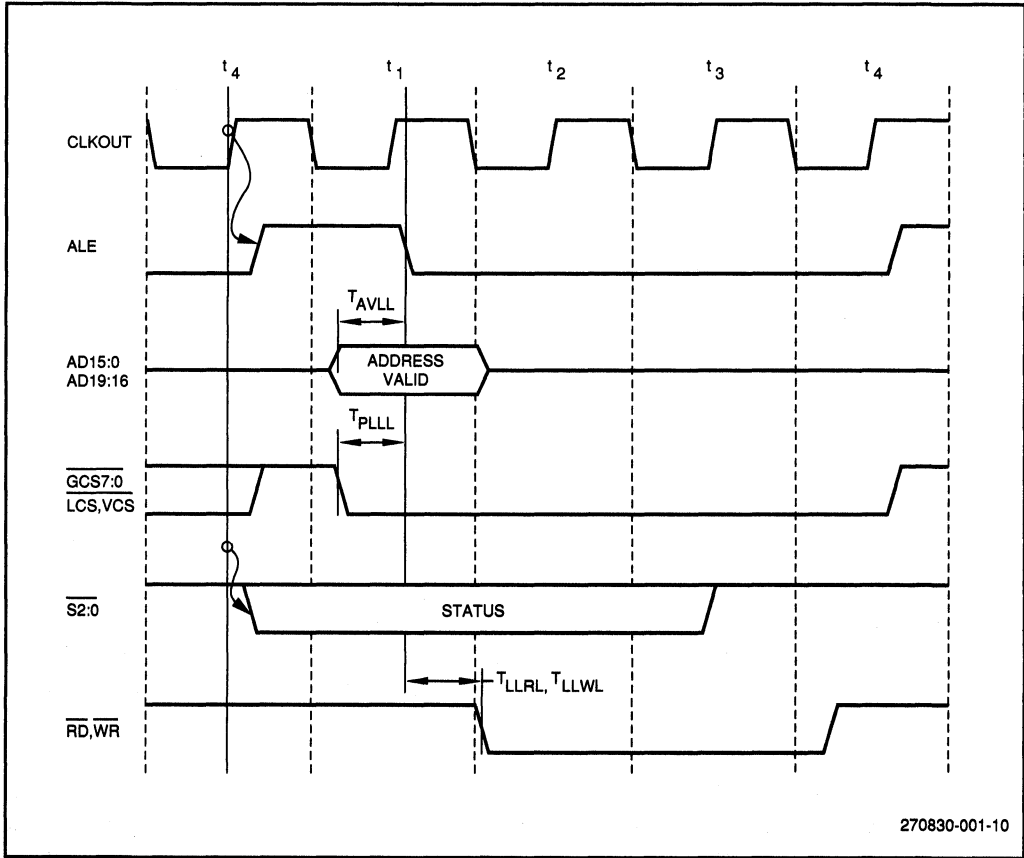 t4 t1 t2 t3 t4
CLKOUT
ALE
TAVLL
AD15:0
AD19:16
ADDRESS
VALID
TPLLL
GCS7:0
LCS,VCS
S2:0
STATUS
TLLRL, TLLWL
RD,WR
270830-001-10